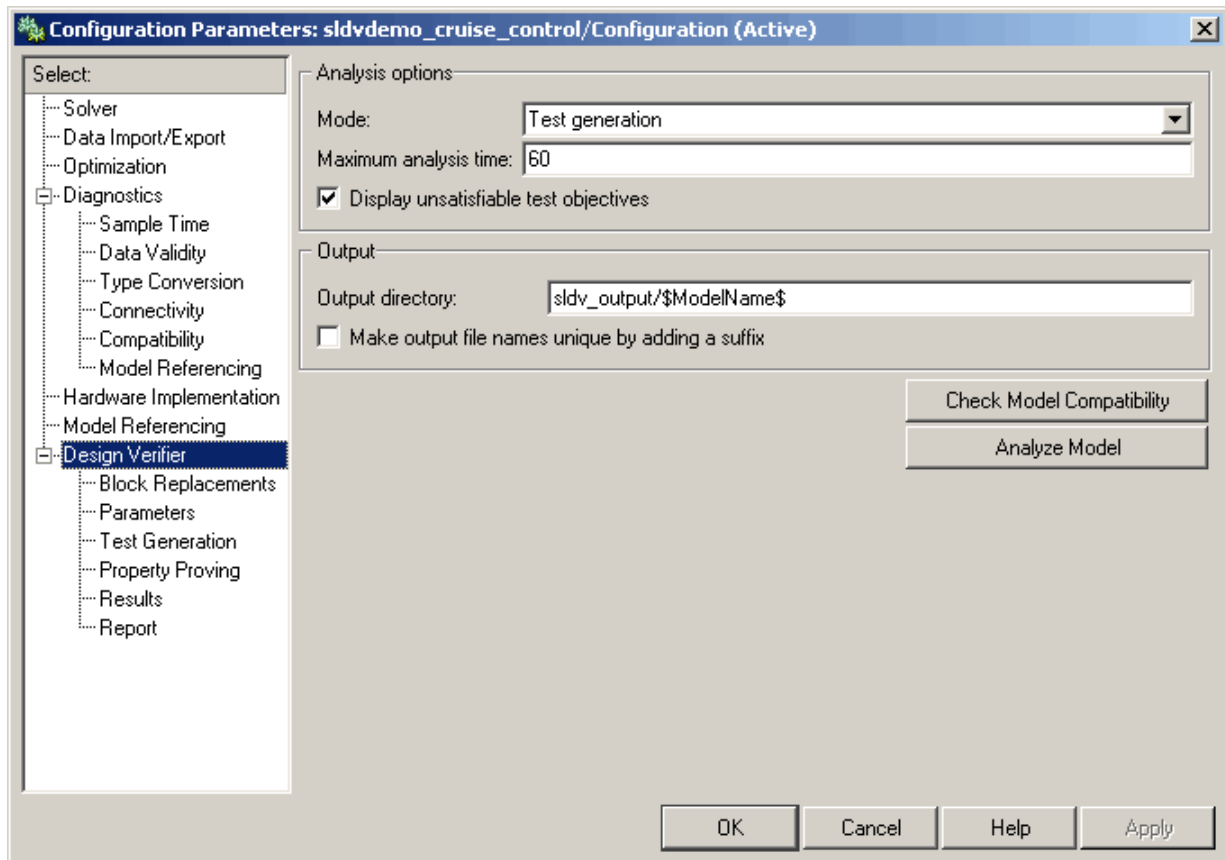 Configuration Parameters: sldvdemo_cruise_control/Configuration (Active)
Select:
Solver
Data Import/Export
Optimization
Diagnostics
Sample Time
Data Validity
Type Conversion
Connectivity
Compatibility
Model Referencing
Hardware Implementation
Model Referencing
Design Verifier
Block Replacements
Parameters
Test Generation
Property Proving
Results
Report
Analysis options
Mode: Test generation
Maximum analysis time: 60
Display unsatisfiable test objectives
Output
Output directory: sldv_output/$ModelName$
Make output file names unique by adding a suffix
Check Model Compatibility
Analyze Model
OK Cancel Help Apply